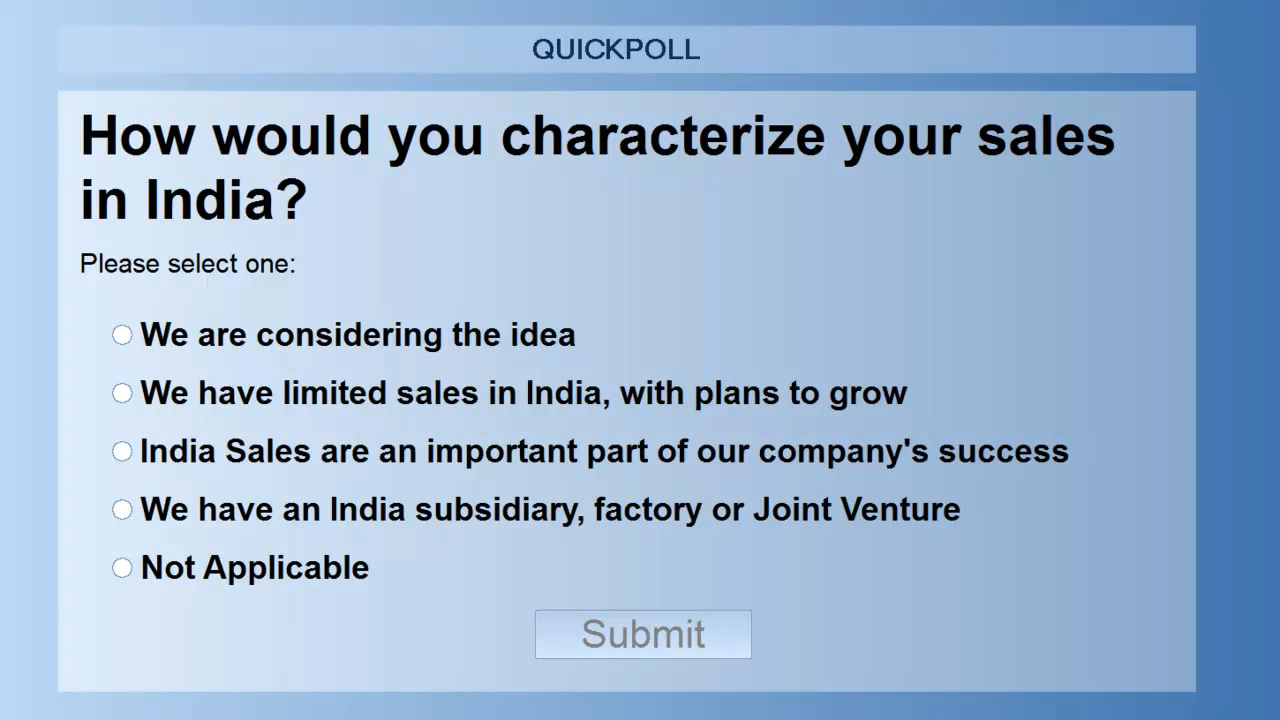 QUICKPOLL
How would you characterize your sales
in India?
Please select one:
We are considering the idea
We have limited sales in India, with plans to grow
India Sales are an important part of our company's success
We have an India subsidiary, factory or Joint Venture
Not Applicable
Submit